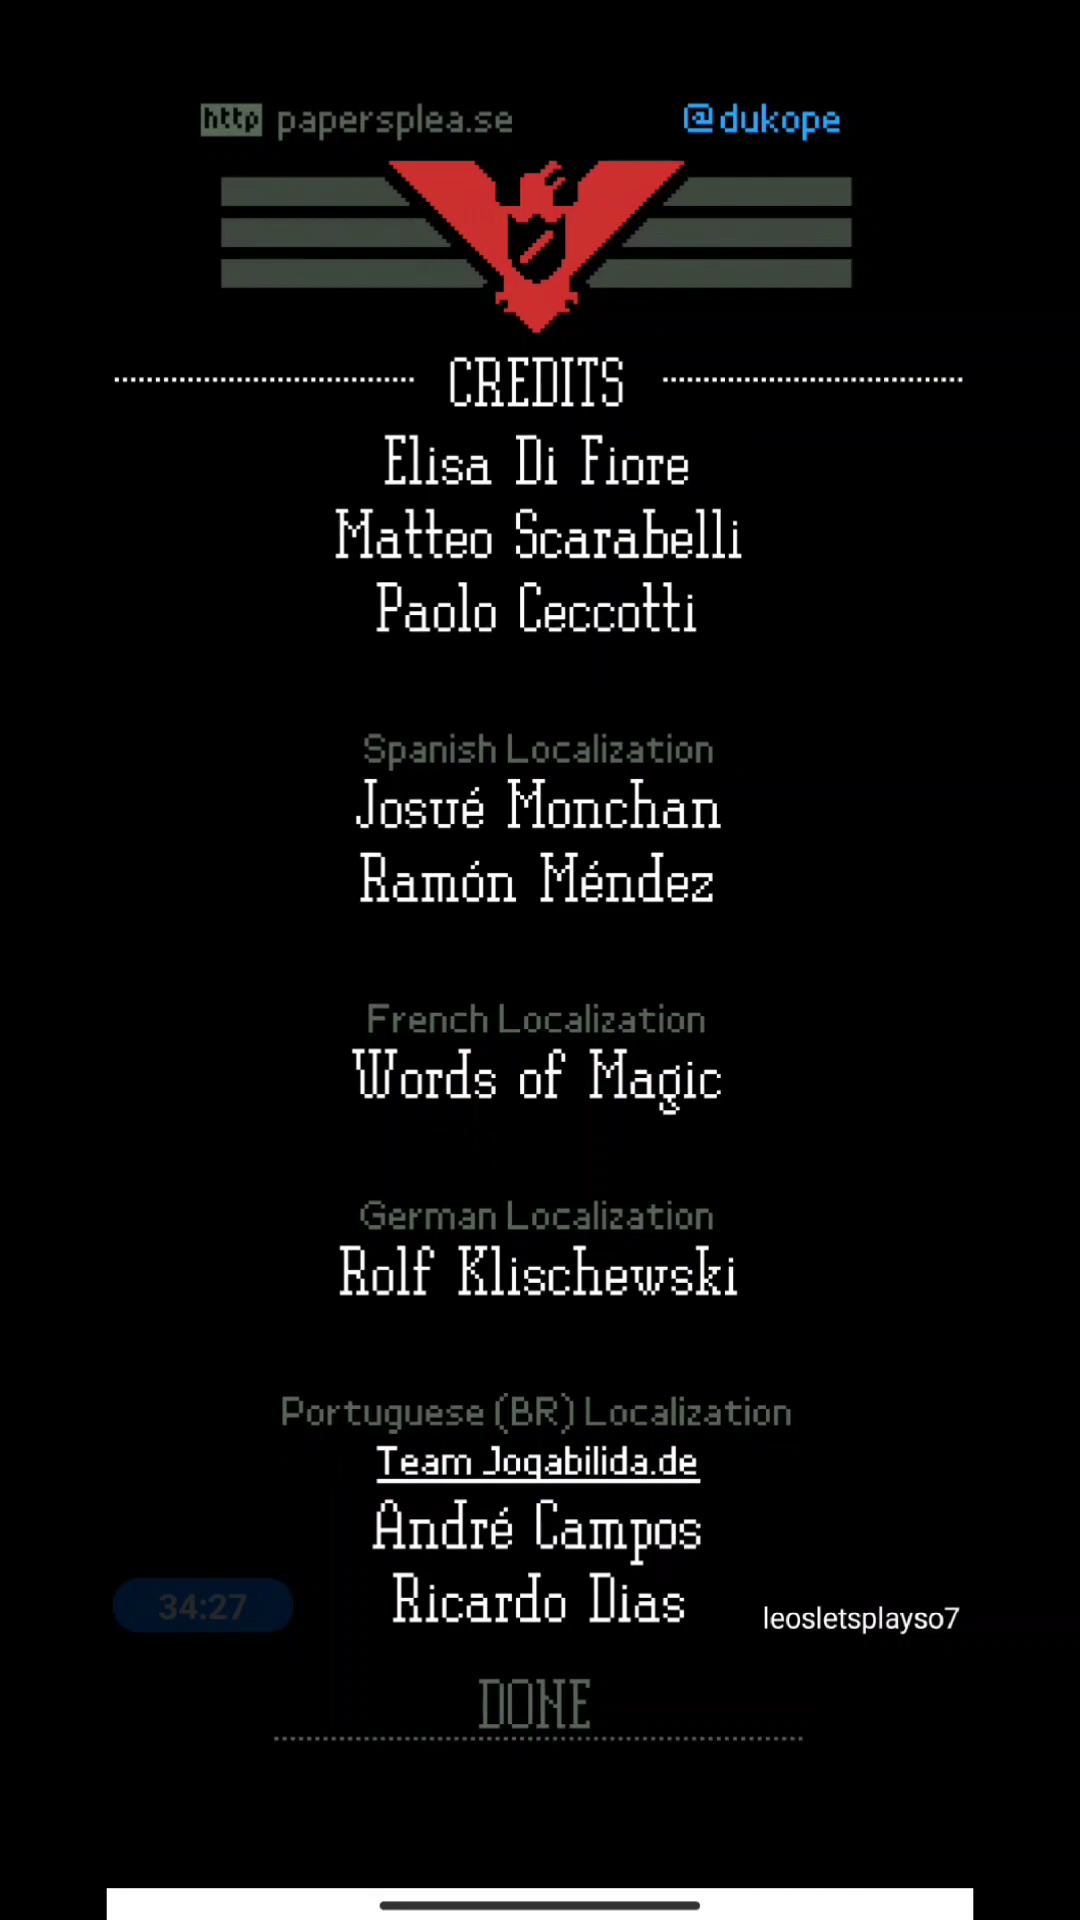 http papersplea.se @dukope
CREDITS
Elisa Di Fiore
Matteo Scarabelli
Paolo Ceccotti
Spanish Localization
Josué Monchan
Ramón Méndez
French Localization
Words of Magic
German Localization
Rolf Klischewski
Portuguese (BR) Localization
Team Jogabilida.de
André Campos
Ricardo Dias
34:27
leosletsplayso7
DONE